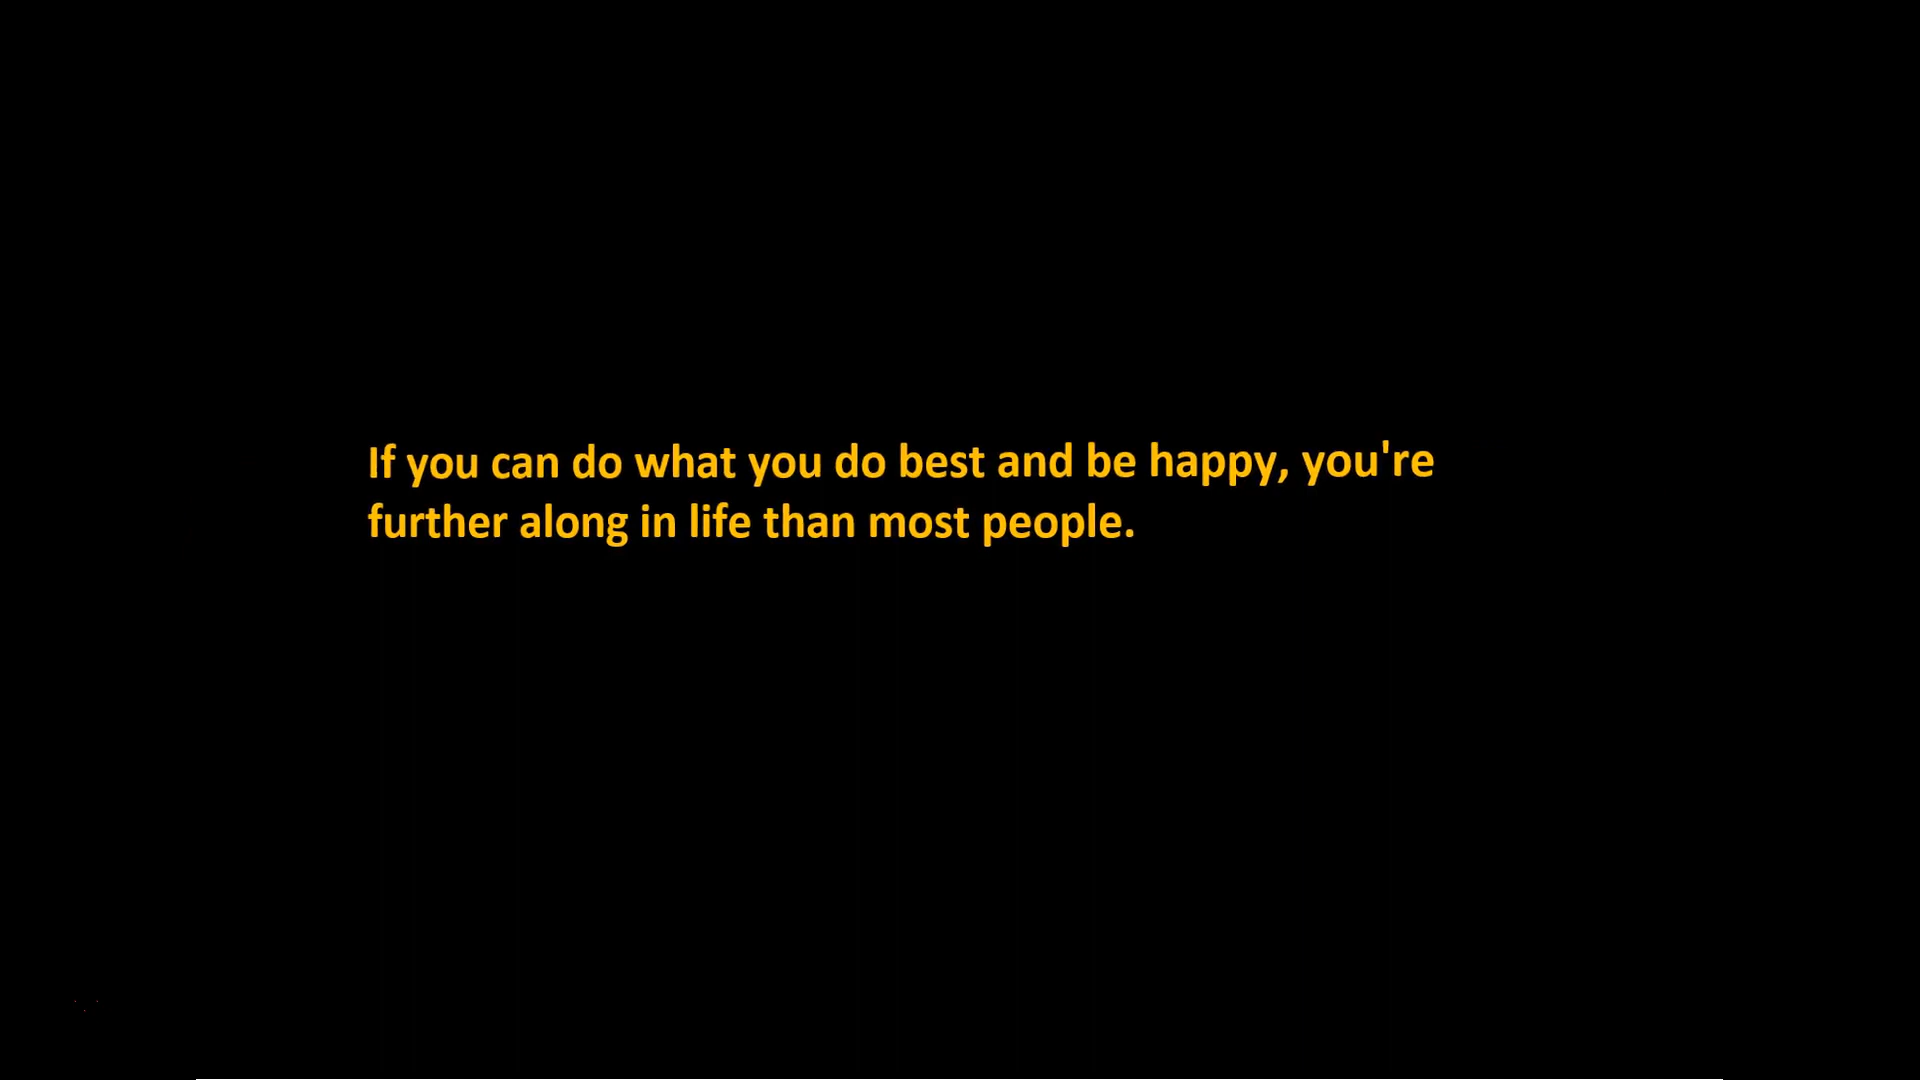 If you can do what you do best and be happy, you're
further along in life than most people.